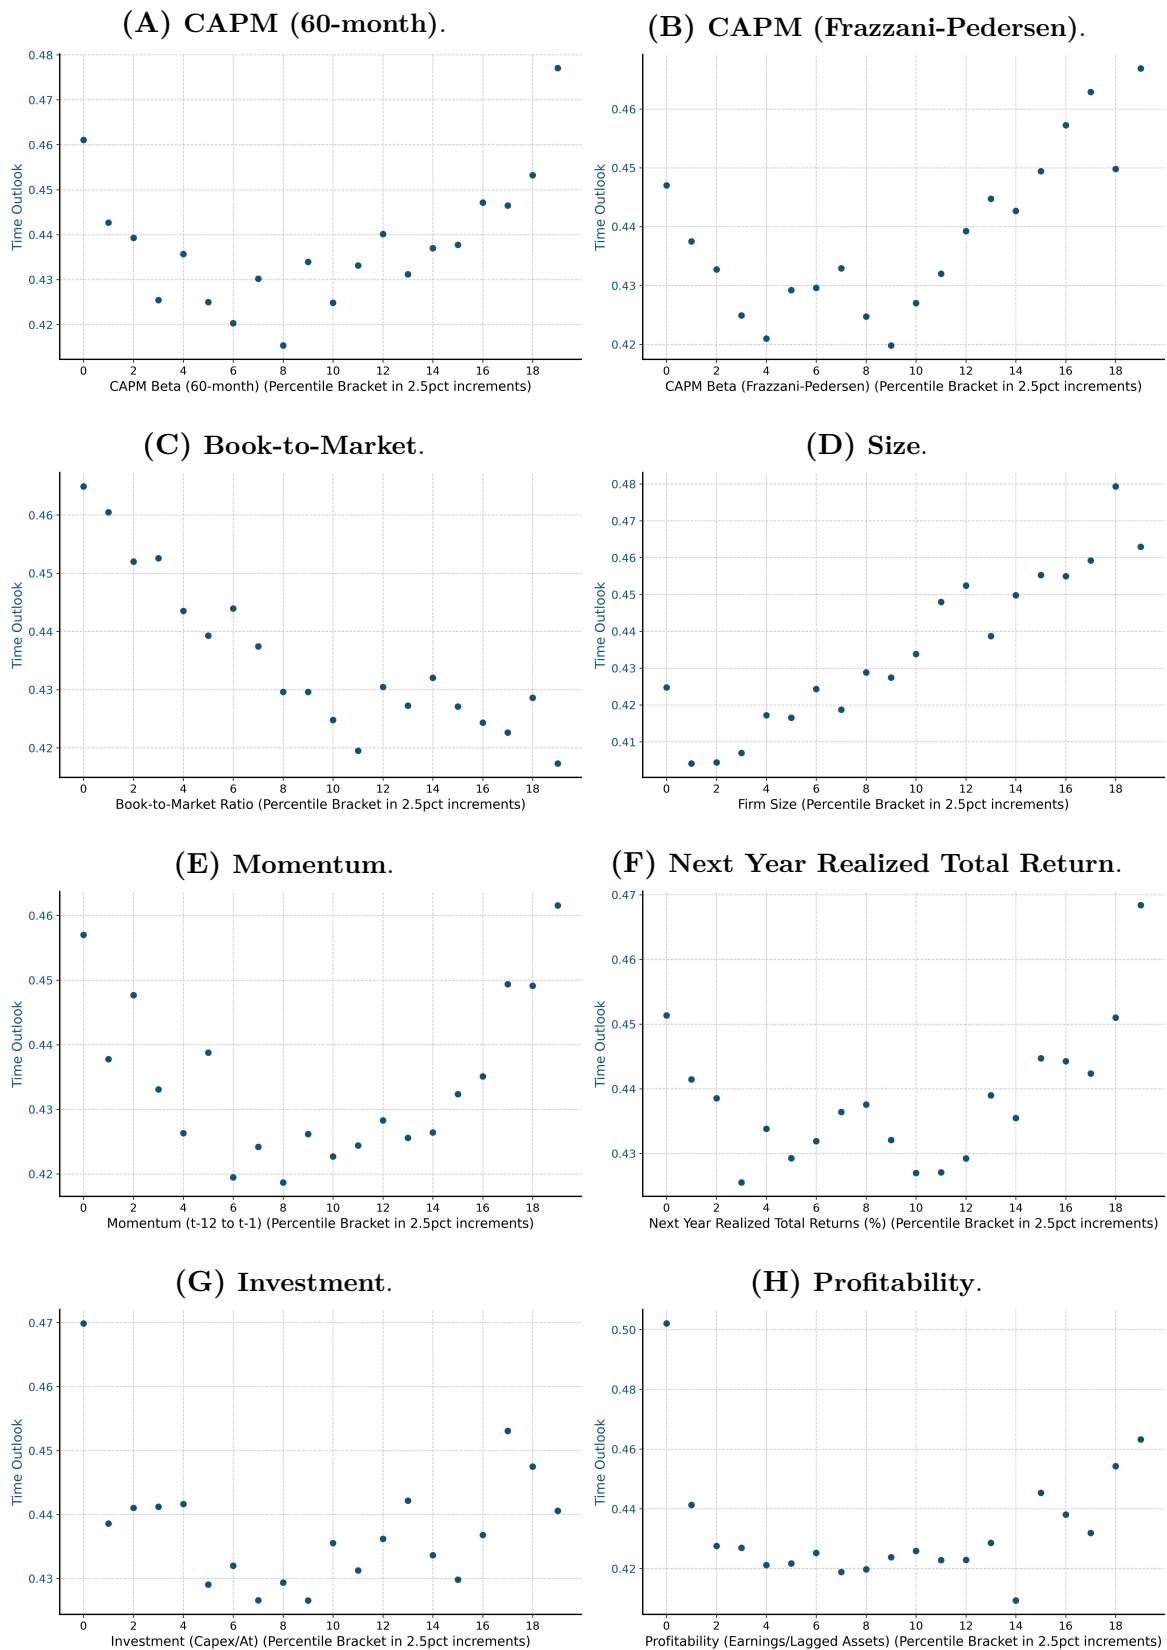 (A) CAPM (60-month).
0.48
0.47
0.46
0.45
0.44
0.43
0.42
Time Outlook
0 2 4 6 8 10 12 14 16 18
CAPM Beta (60-month) (Percentile Bracket in 2.5pct increments)
(B) CAPM (Frazzani-Pedersen).
0.46
0.45
0.44
0.43
0.42
Time Outlook
0 2 4 6 8 10 12 14 16 18
CAPM Beta (Frazzani-Pedersen) (Percentile Bracket in 2.5pct increments)
(C) Book-to-Market.
0.46
0.45
0.44
0.43
0.42
Time Outlook
0 2 4 6 8 10 12 14 16 18
Book-to-Market Ratio (Percentile Bracket in 2.5pct increments)
(D) Size.
0.48
0.47
0.46
0.45
0.44
0.43
0.42
0.41
Time Outlook
0 2 4 6 8 10 12 14 16 18
Firm Size (Percentile Bracket in 2.5pct increments)
(E) Momentum.
0.46
0.45
0.44
0.43
0.42
Time Outlook
0 2 4 6 8 10 12 14 16 18
Momentum (t-12 to t-1) (Percentile Bracket in 2.5pct increments)
(F) Next Year Realized Total Return.
0.47
0.46
0.45
0.44
0.43
Time Outlook
0 2 4 6 8 10 12 14 16 18
Next Year Realized Total Returns (%) (Percentile Bracket in 2.5pct increments)
(G) Investment.
0.47
0.46
0.45
0.44
0.43
Time Outlook
0 2 4 6 8 10 12 14 16 18
Investment (Capex/At) (Percentile Bracket in 2.5pct increments)
(H) Profitability.
0.50
0.48
0.46
0.44
0.42
Time Outlook
0 2 4 6 8 10 12 14 16 18
Profitability (Earnings/Lagged Assets) (Percentile Bracket in 2.5pct increments)